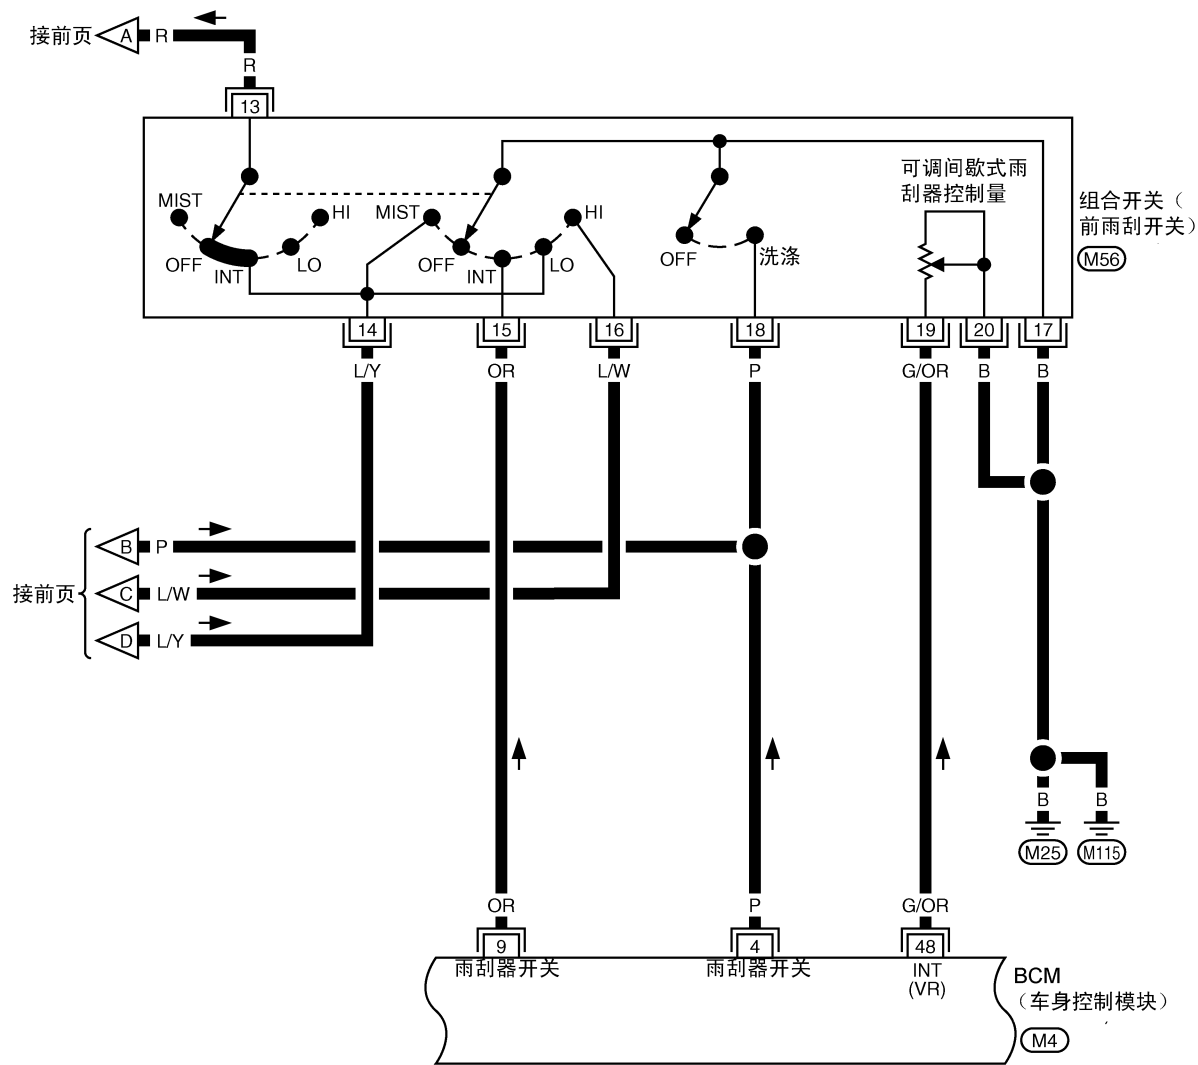 接前页 A R
R
13
MIST
OFF
INT
LO
HI
MIST
OFF
INT
LO
HI
OFF
洗涤
可调间歇式雨
刮器控制量
组合开关（
前雨刮开关）
M56
14 15 16 18 19 20 17
L/Y OR L/W P G/OR B B
接前页
B P
C L/W
D L/Y
B B
M25 M115
OR P G/OR
9 4 48
雨刮器开关 雨刮器开关 INT
(VR)
BCM
（车身控制模块）
M4